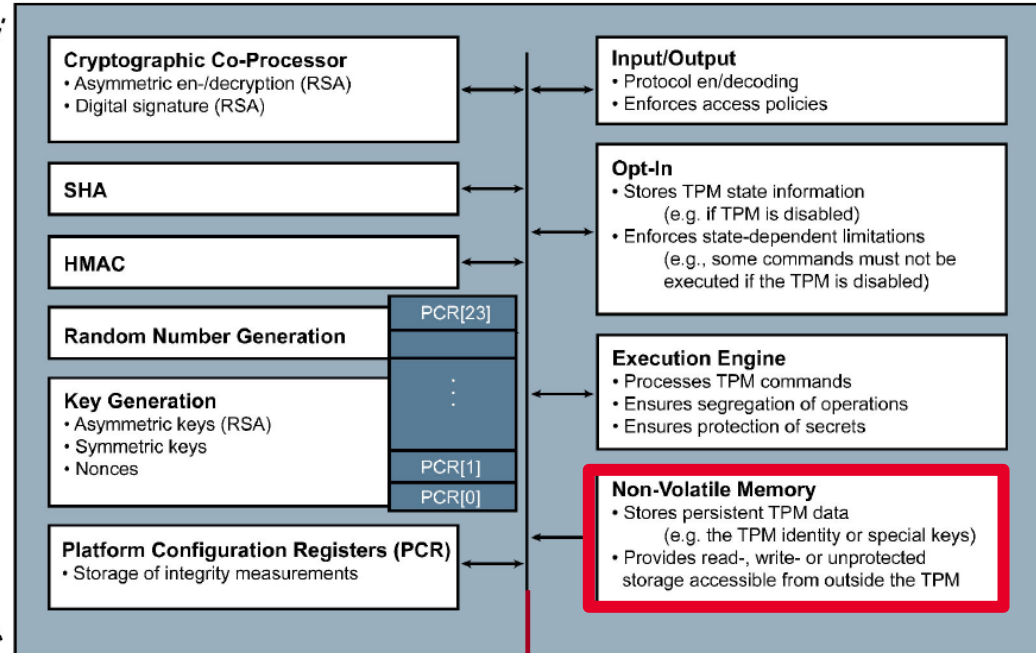 Cryptographic Co-Processor
• Asymmetric en-/decryption (RSA)
• Digital signature (RSA)
SHA
HMAC
Random Number Generation
Key Generation
• Asymmetric keys (RSA)
• Symmetric keys
• Nonces
PCR[23]
⋮
PCR[1]
PCR[0]
Platform Configuration Registers (PCR)
• Storage of integrity measurements
Input/Output
• Protocol en/decoding
• Enforces access policies
Opt-In
• Stores TPM state information
(e.g. if TPM is disabled)
• Enforces state-dependent limitations
(e.g., some commands must not be
executed if the TPM is disabled)
Execution Engine
• Processes TPM commands
• Ensures segregation of operations
• Ensures protection of secrets
Non-Volatile Memory
• Stores persistent TPM data
(e.g. the TPM identity or special keys)
• Provides read-, write- or unprotected
storage accessible from outside the TPM